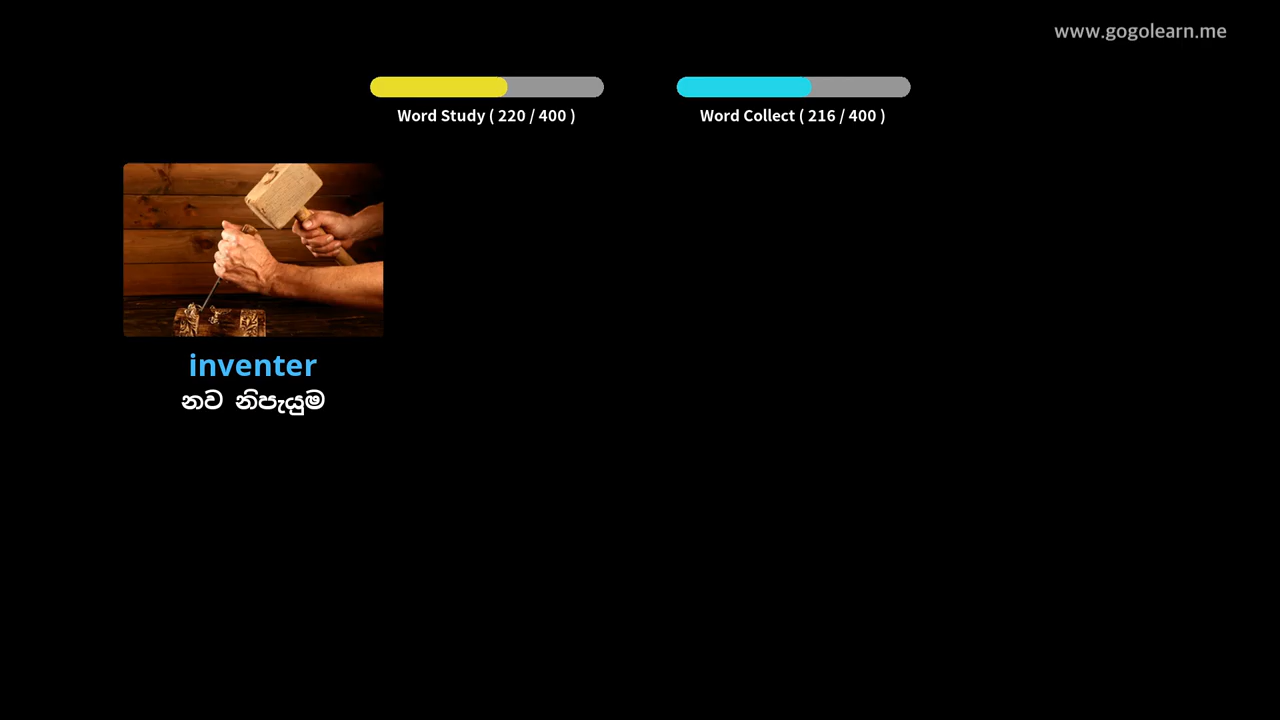 www.gogolearn.me
Word Study ( 220 / 400 )
Word Collect ( 216 / 400 )
inventer
නව නිපැයුම